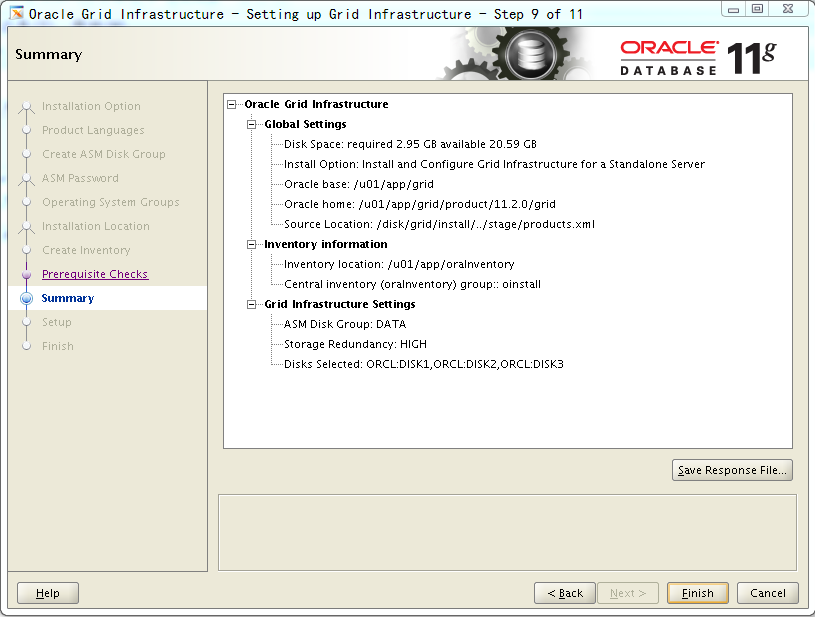 Oracle Grid Infrastructure - Setting up Grid Infrastructure - Step 9 of 11
Summary
ORACLE
DATABASE
11g
Installation Option
Product Languages
Create ASM Disk Group
ASM Password
Operating System Groups
Installation Location
Create Inventory
Prerequisite Checks
Summary
Setup
Finish
Oracle Grid Infrastructure
Global Settings
Disk Space: required 2.95 GB available 20.59 GB
Install Option: Install and Configure Grid Infrastructure for a Standalone Server
Oracle base: /u01/app/grid
Oracle home: /u01/app/grid/product/11.2.0/grid
Source Location: /disk/grid/install/../stage/products.xml
Inventory information
Inventory location: /u01/app/oraInventory
Central inventory (oraInventory) group:: oinstall
Grid Infrastructure Settings
ASM Disk Group: DATA
Storage Redundancy: HIGH
Disks Selected: ORCL:DISK1,ORCL:DISK2,ORCL:DISK3
Save Response File...
Help
< Back
Next >
Finish
Cancel